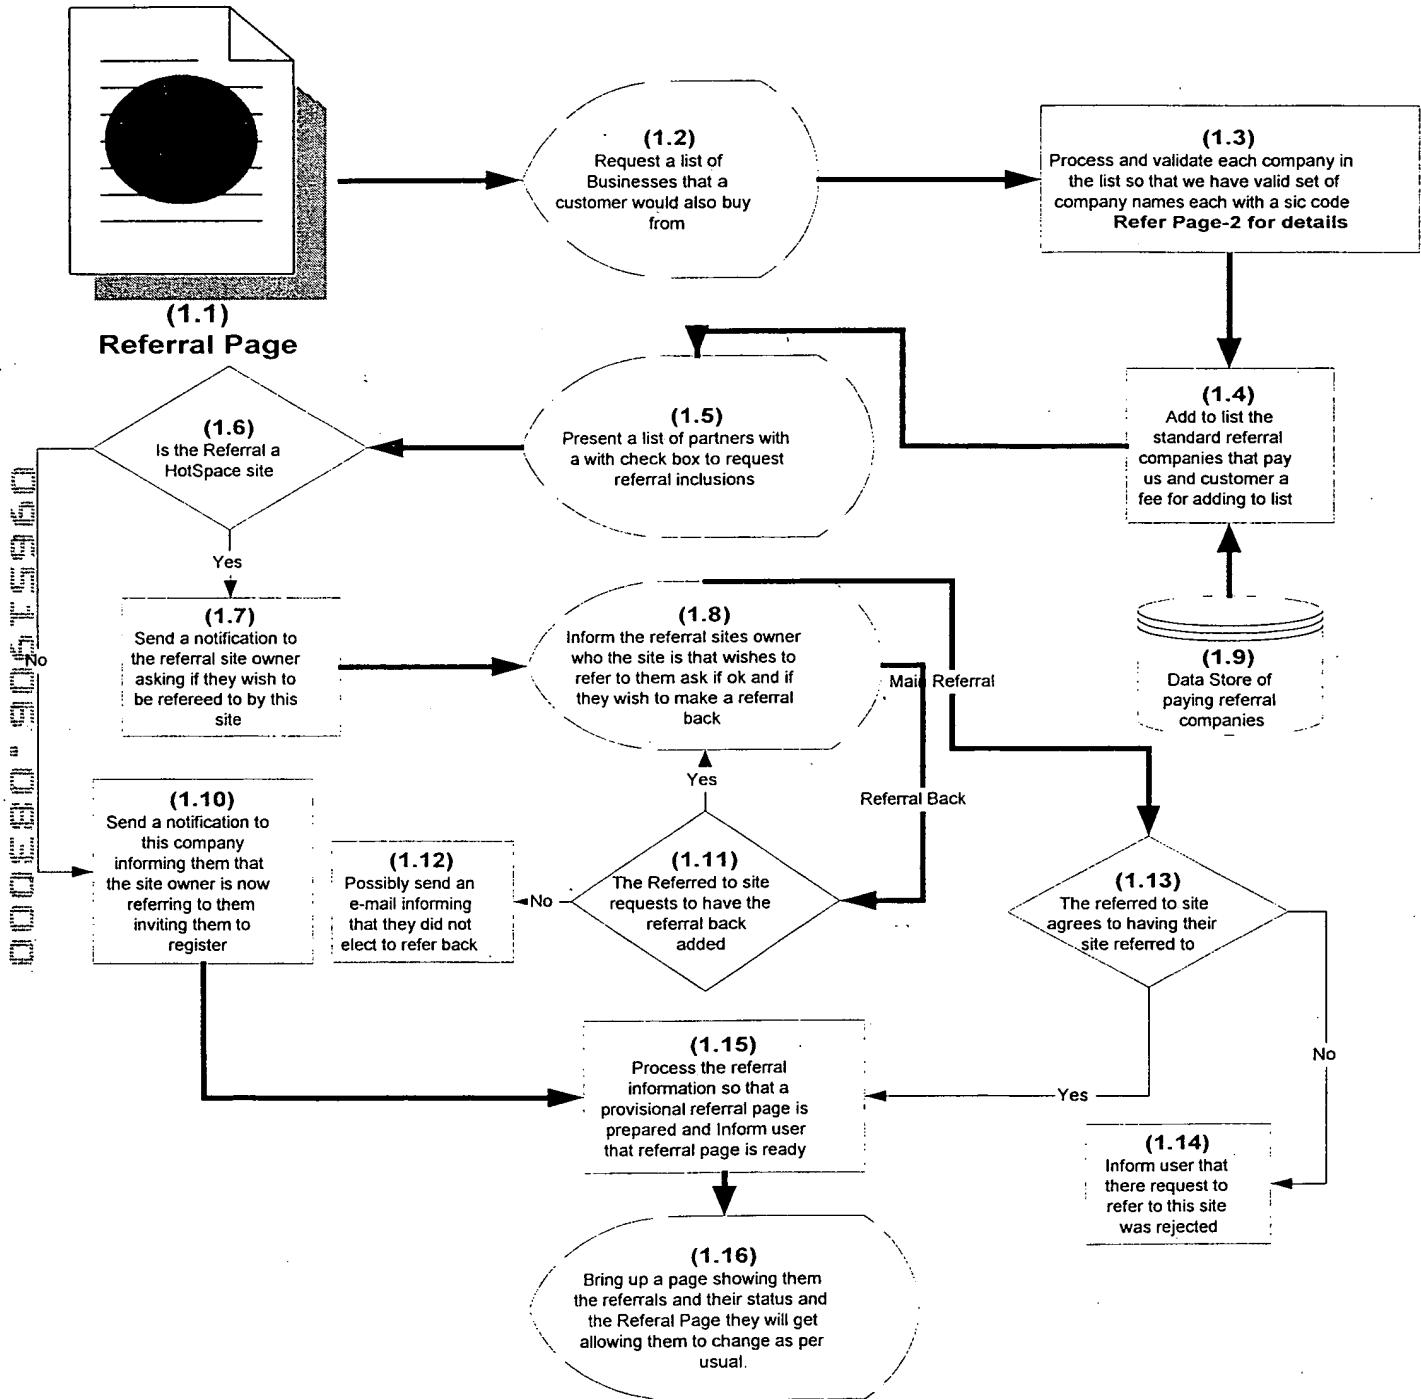 (1.1)
Referral Page
(1.2)
Request a list of
Businesses that a
customer would also buy
from
(1.3)
Process and validate each company in
the list so that we have valid set of
company names each with a sic code
Refer Page-2 for details
(1.4)
Add to list the
standard referral
companies that pay
us and customer a
fee for adding to list
(1.5)
Present a list of partners with
a with check box to request
referral inclusions
(1.6)
Is the Referral a
HotSpace site
Yes
No
(1.7)
Send a notification to
the referral site owner
asking if they wish to
be refereed to by this
site
(1.8)
Inform the referral sites owner
who the site is that wishes to
refer to them ask if ok and if
they wish to make a referral
back
Main Referral
Referral Back
(1.9)
Data Store of
paying referral
companies
(1.10)
Send a notification to
this company
informing them that
the site owner is now
referring to them
inviting them to
register
Yes
(1.11)
The Referred to site
requests to have the
referral back
added
No
(1.12)
Possibly send an
e-mail informing
that they did not
elect to refer back
(1.13)
The referred to site
agrees to having their
site referred to
No
Yes
(1.14)
Inform user that
there request to
refer to this site
was rejected
(1.15)
Process the referral
information so that a
provisional referral page is
prepared and Inform user
that referral page is ready
(1.16)
Bring up a page showing them
the referrals and their status and
the Referal Page they will get
allowing them to change as per
usual.
09651906.083000